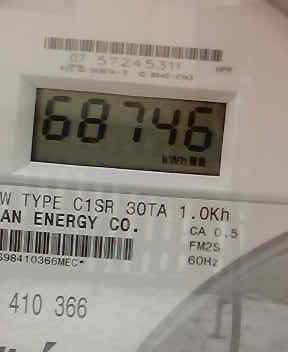 07 57245311
68746
kWh
W TYPE C1SR 30TA 1.0Kh
AN ENERGY CO.
CA 0.5
FM2S
60Hz
S98410366MEC
410 366